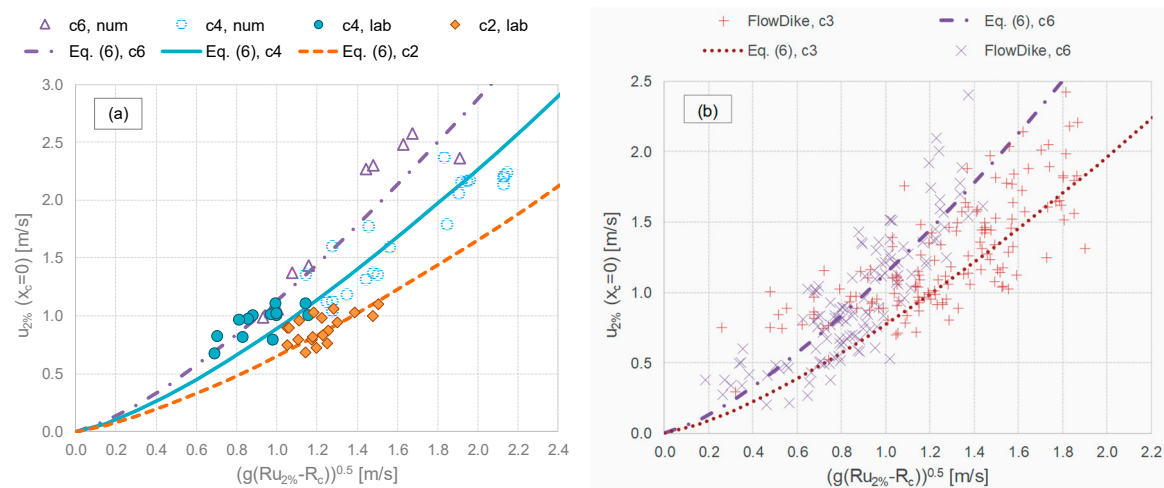 c6, num c4, num c4, lab c2, lab
Eq. (6), c6 Eq. (6), c4 Eq. (6), c2
(a)
u2% (xc=0) [m/s]
3.0
2.5
2.0
1.5
1.0
0.5
0.0
0.0 0.2 0.4 0.6 0.8 1.0 1.2 1.4 1.6 1.8 2.0 2.2 2.4
(g(Ru2%-Rc))0.5 [m/s]
FlowDike, c3 Eq. (6), c6
Eq. (6), c3 FlowDike, c6
(b)
u2% (xc=0) [m/s]
2.5
2.0
1.5
1.0
0.5
0.0
0.0 0.2 0.4 0.6 0.8 1.0 1.2 1.4 1.6 1.8 2.0 2.2
(g(Ru2%-Rc))0.5 [m/s]